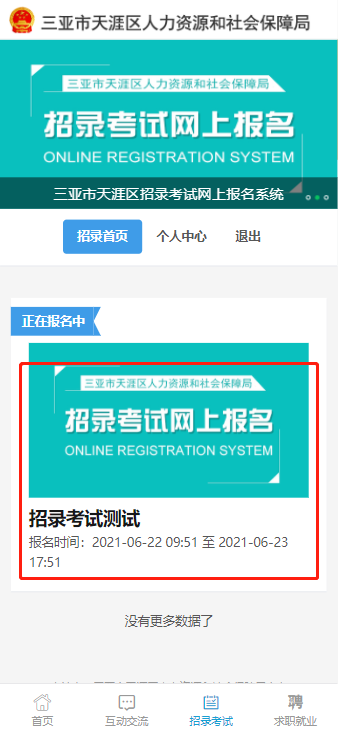 三亚市天涯区人力资源和社会保障局
三亚市天涯区人力资源和社会保障局
招录考试网上报名
ONLINE REGISTRATION SYSTEM
三亚市天涯区招录考试网上报名系统
招录首页 个人中心 退出
正在报名中
三亚市天涯区人力资源和社会保障局
招录考试网上报名
ONLINE REGISTRATION SYSTEM
招录考试测试
报名时间：2021-06-22 09:51 至 2021-06-23
17:51
没有更多数据了
首页 互动交流 招录考试 求职就业
聘